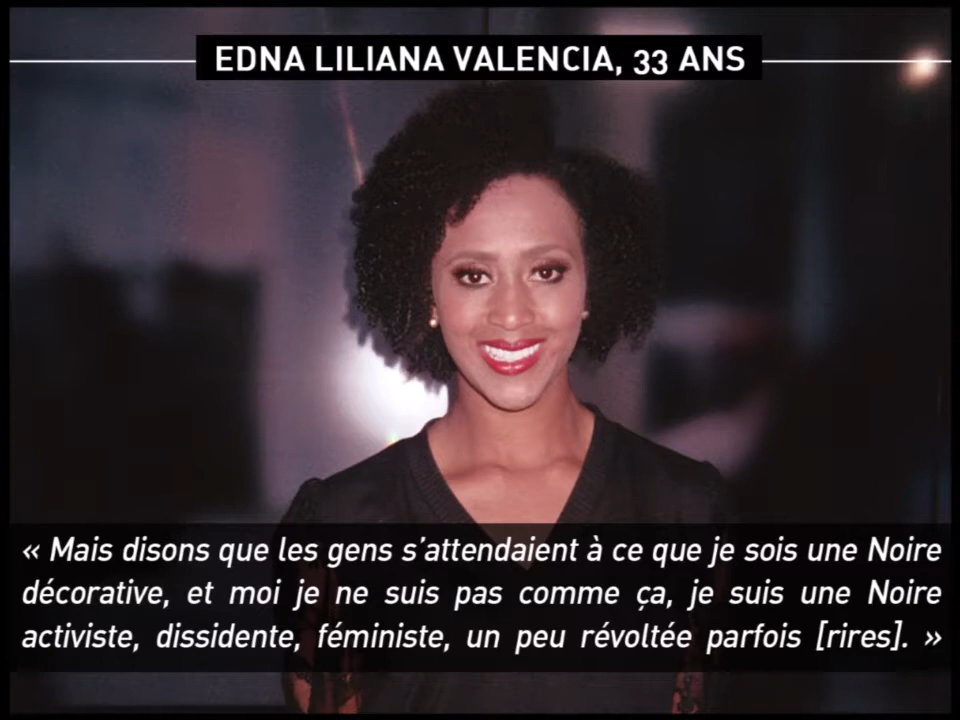 EDNA LILIANA VALENCIA, 33 ANS
« Mais disons que les gens s'attendaient à ce que je sois une Noire
décorative, et moi je ne suis pas comme ça, je suis une Noire
activiste, dissidente, féministe, un peu révoltée parfois [rires]. »